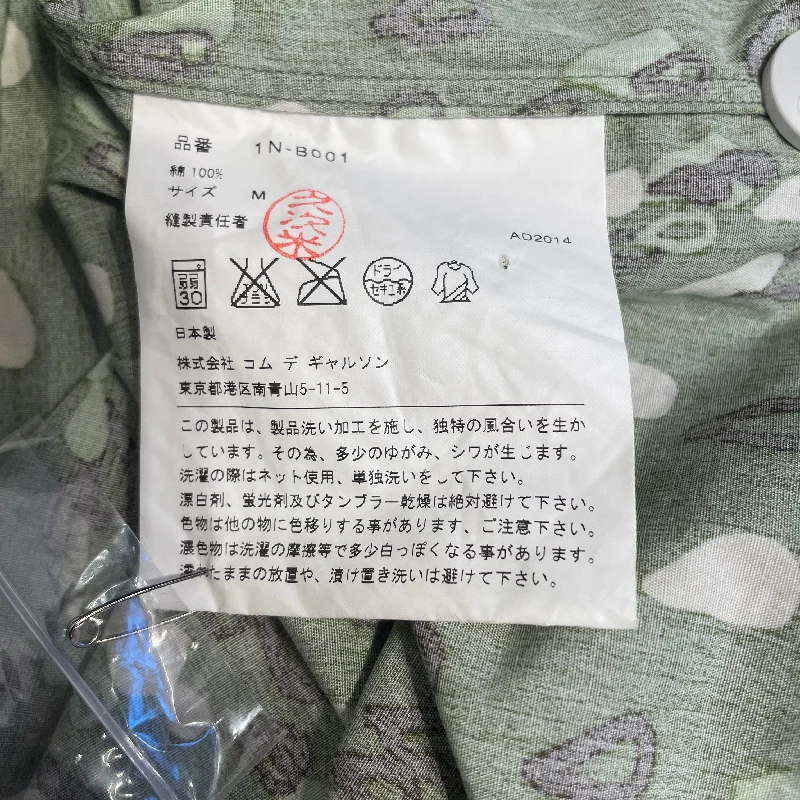 品番 1N-B001
綿 100%
サイズ M
縫製責任者
AD2014
弱 30
ドライ セキユ系
日本製
株式会社 コム デ ギャルソン
東京都港区南青山5-11-5
この製品は、製品洗い加工を施し、独特の風合いを生か
しています。その為、多少のゆがみ、シワが生じます。
洗濯の際はネット使用、単独洗いをして下さい。
漂白剤、蛍光剤及びタンブラー乾燥は絶対避けて下さい。
色物は他の物に色移りする事があります、ご注意下さい。
濃色物は洗濯の摩擦等で多少白っぽくなる事があります。
たままの放置や、漬け置き洗いは避けて下さい。